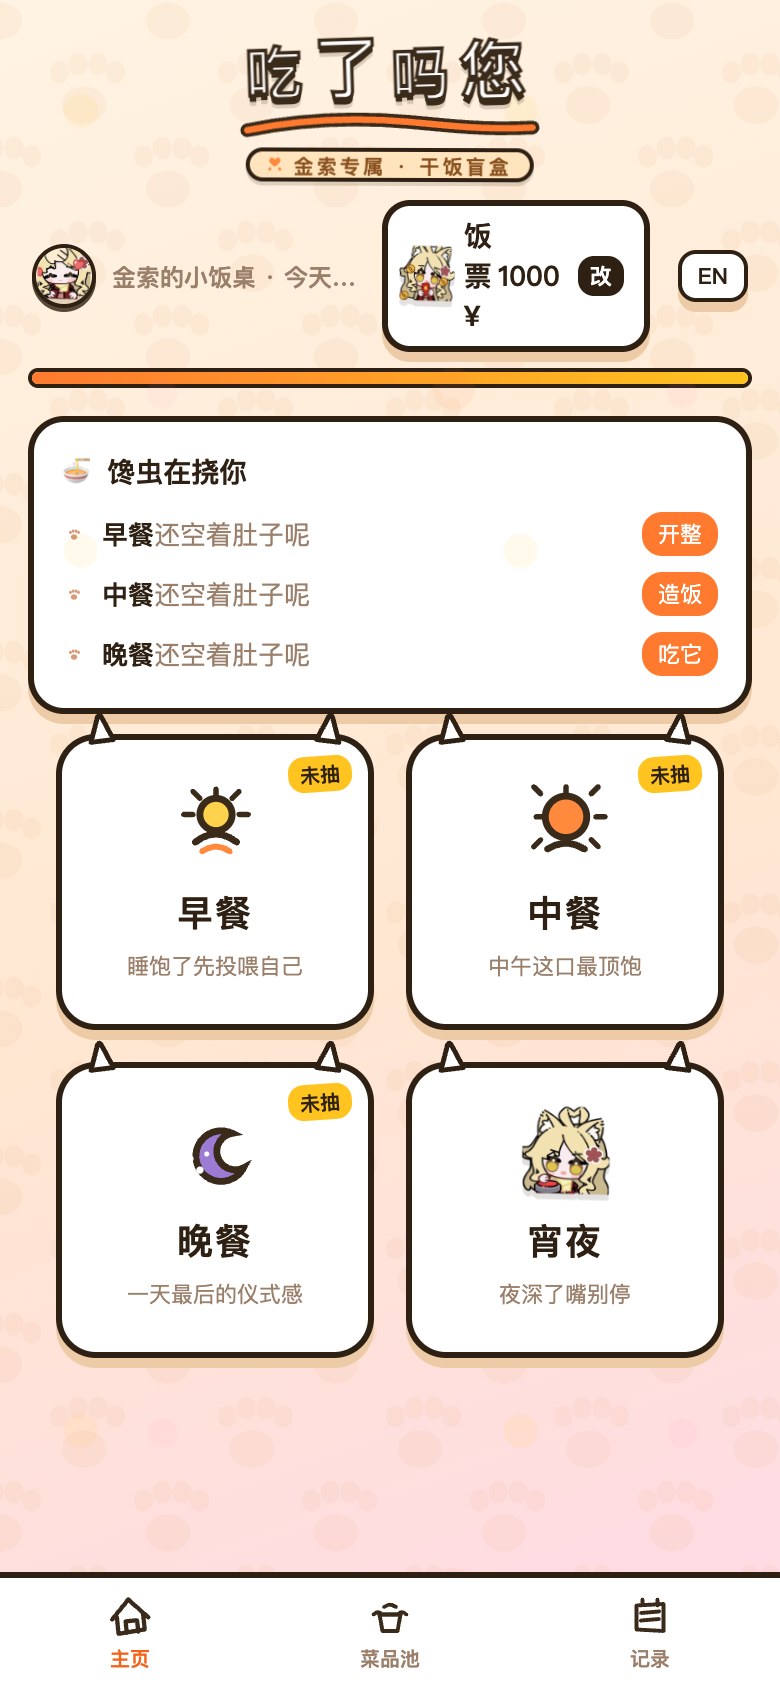 吃了吗您
金索专属 · 干饭盲盒
金索的小饭桌 · 今天...
饭
票 1000
¥
改
EN
馋虫在挠你
早餐还空着肚子呢
开整
中餐还空着肚子呢
造饭
晚餐还空着肚子呢
吃它
未抽
早餐
睡饱了先投喂自己
未抽
中餐
中午这口最顶饱
未抽
晚餐
一天最后的仪式感
宵夜
夜深了嘴别停
主页
菜品池
记录